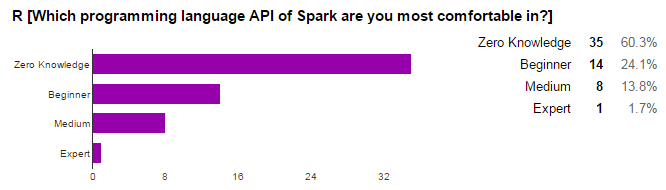 R [Which programming language API of Spark are you most comfortable in?]
Zero Knowledge
Beginner
Medium
Expert
0 8 16 24 32
Zero Knowledge 35 60.3%
Beginner 14 24.1%
Medium 8 13.8%
Expert 1 1.7%